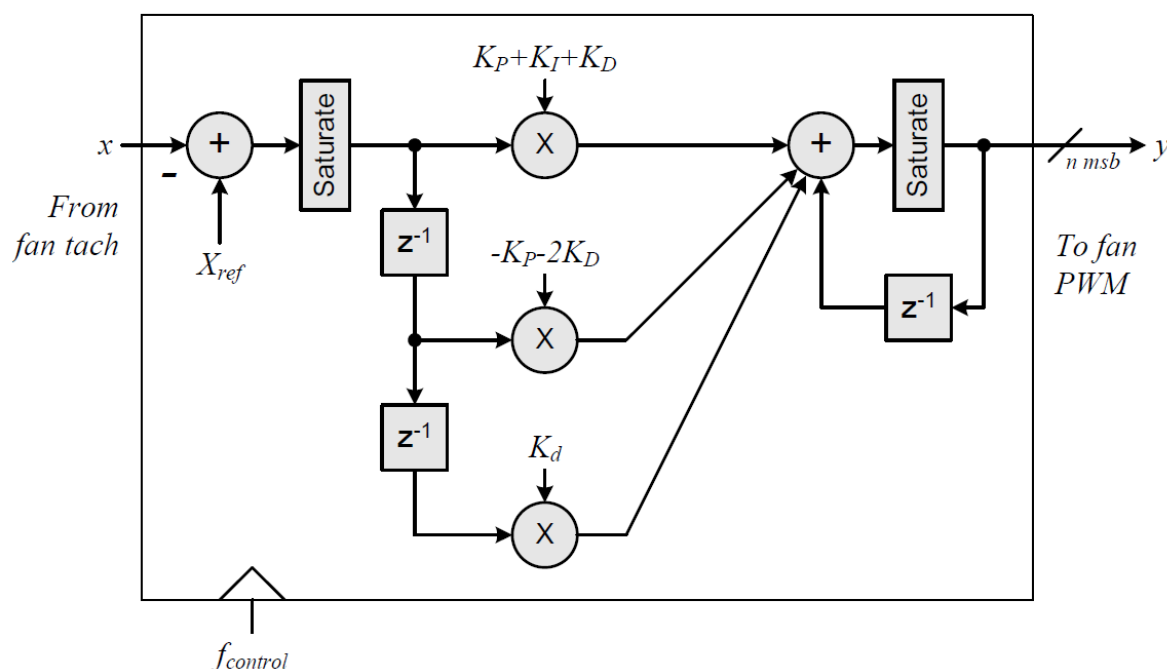 K_P+K_I+K_D
x
-
+
Saturate
X
+
Saturate
y
n msb
From
fan tach
X_ref
z⁻¹
-K_P-2K_D
To fan
PWM
X
z⁻¹
z⁻¹
K_d
X
f_control